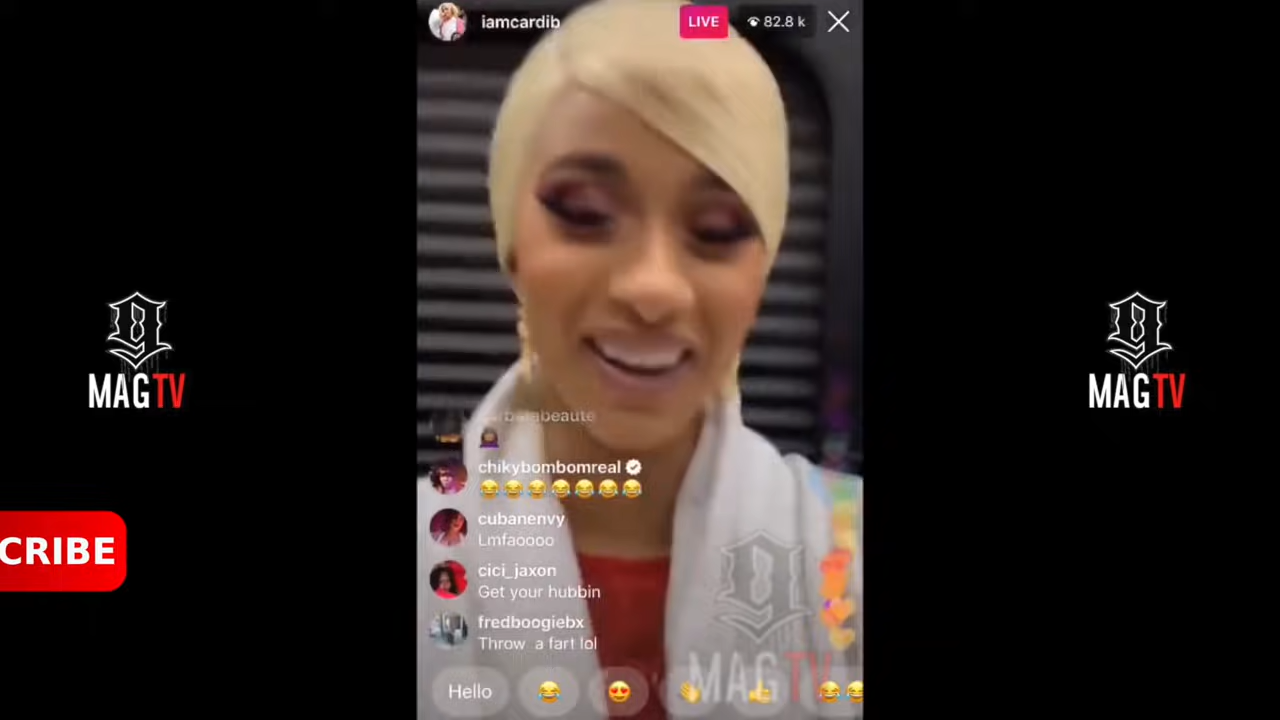 iamcardib
LIVE
82.8 k
chikybombomreal
cubanenvy
Lmfaoooo
cici_jaxon
Get your hubbin
fredboogiebx
Throw a fart lol
Hello
MAGTV
MAGTV
MAGTV
CRIBE